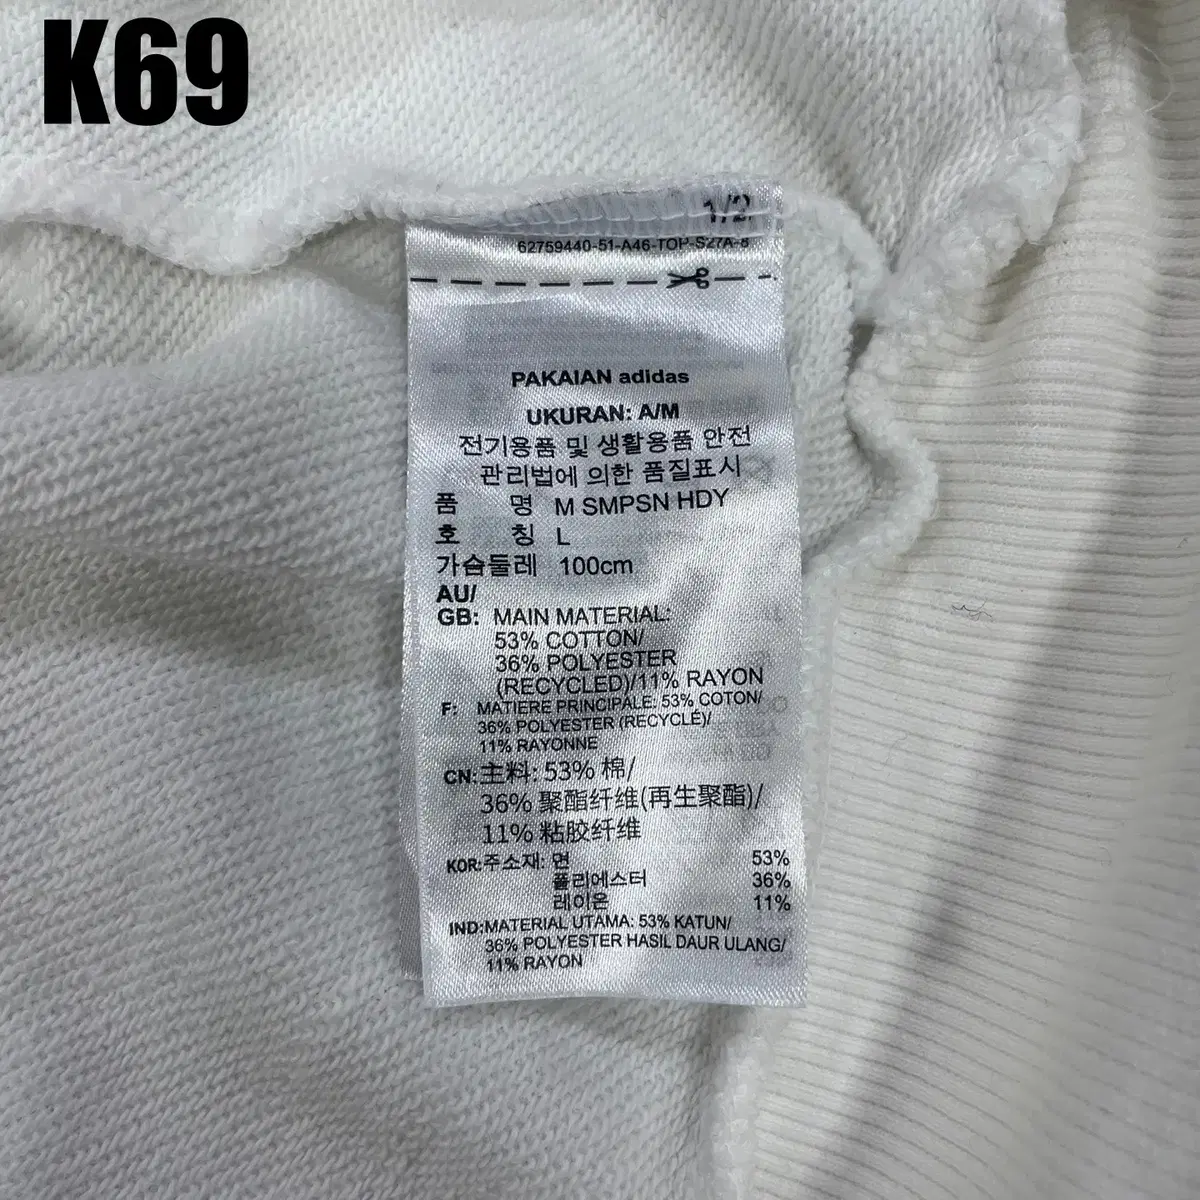 K69
1/2
62759440-51-A46-TOP-S27A-8
PAKAIAN adidas
UKURAN: A/M
전기용품 및 생활용품 안전
관리법에 의한 품질표시
품 명 M SMPSN HDY
호 칭 L
가슴둘레 100cm
AU/
GB: MAIN MATERIAL:
53% COTTON/
36% POLYESTER
(RECYCLED)/11% RAYON
F: MATIERE PRINCIPALE: 53% COTON/
36% POLYESTER (RECYCLÉ)/
11% RAYONNE
CN: 主料: 53% 棉/
36% 聚酯纤维(再生聚酯)/
11% 粘胶纤维
KOR: 주소재: 면 53%
폴리에스터 36%
레이온 11%
IND: MATERIAL UTAMA: 53% KATUN/
36% POLYESTER HASIL DAUR ULANG/
11% RAYON